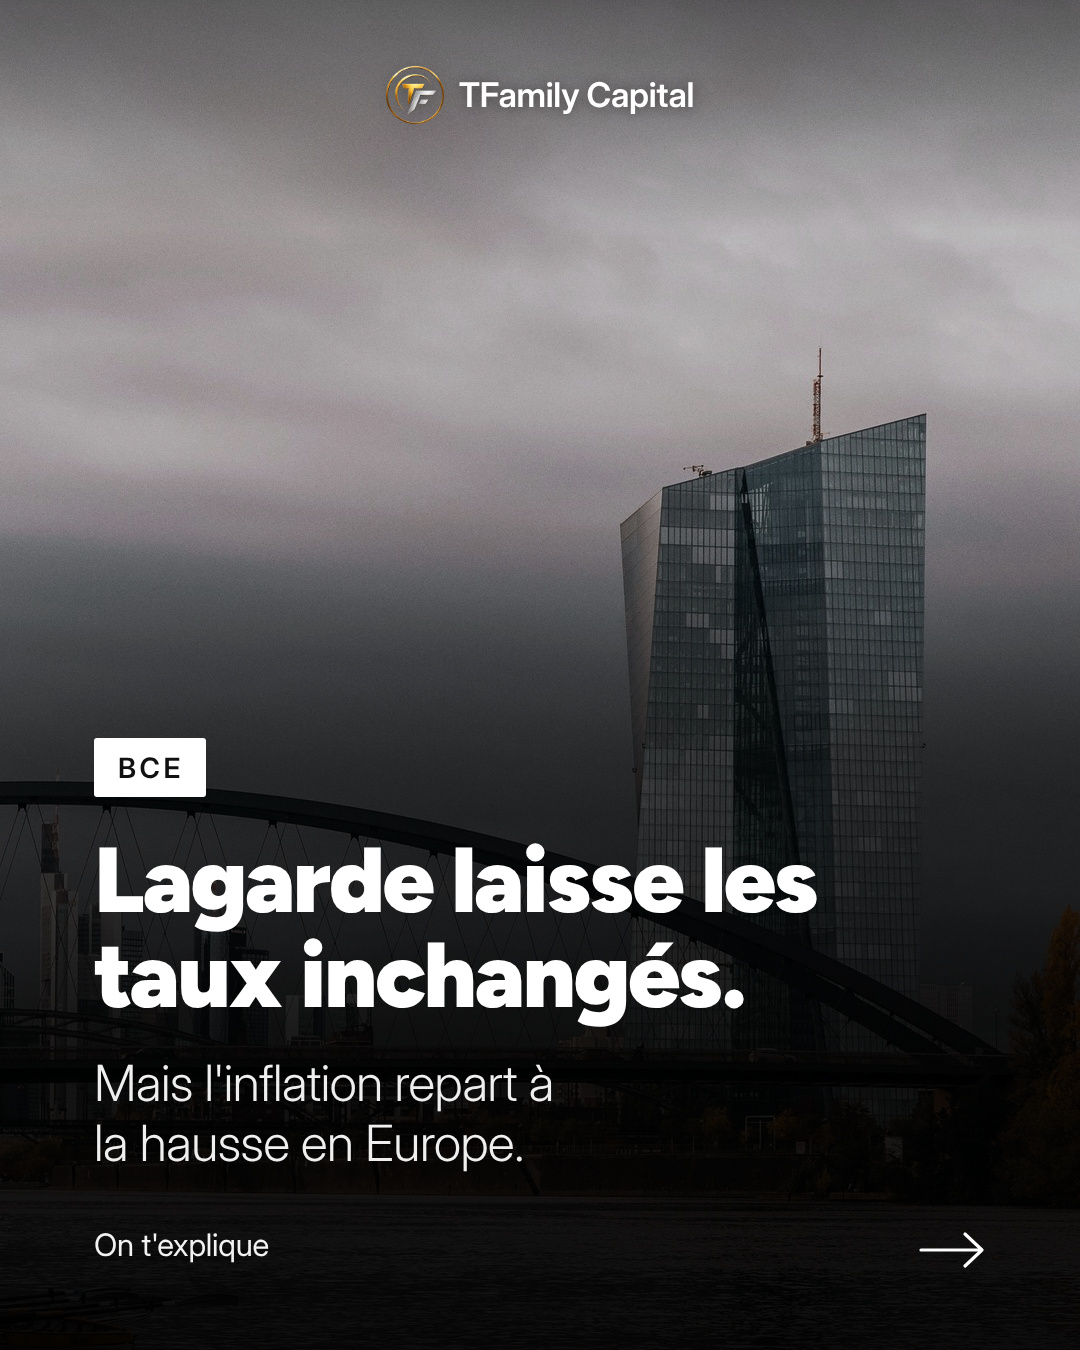 TFamily Capital
BCE
Lagarde laisse les
taux inchangés.
Mais l'inflation repart à
la hausse en Europe.
On t'explique